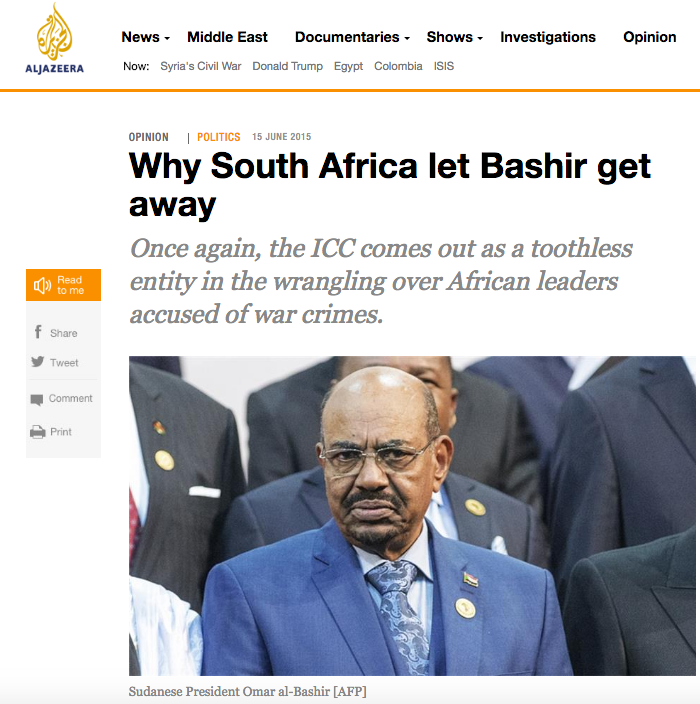 ALJAZEERA
News Middle East Documentaries Shows Investigations Opinion
Now: Syria's Civil War Donald Trump Egypt Colombia ISIS
OPINION | POLITICS 15 JUNE 2015
Why South Africa let Bashir get
away
Once again, the ICC comes out as a toothless
entity in the wrangling over African leaders
accused of war crimes.
Read
to me
Share
Tweet
Comment
Print
Sudanese President Omar al-Bashir [AFP]